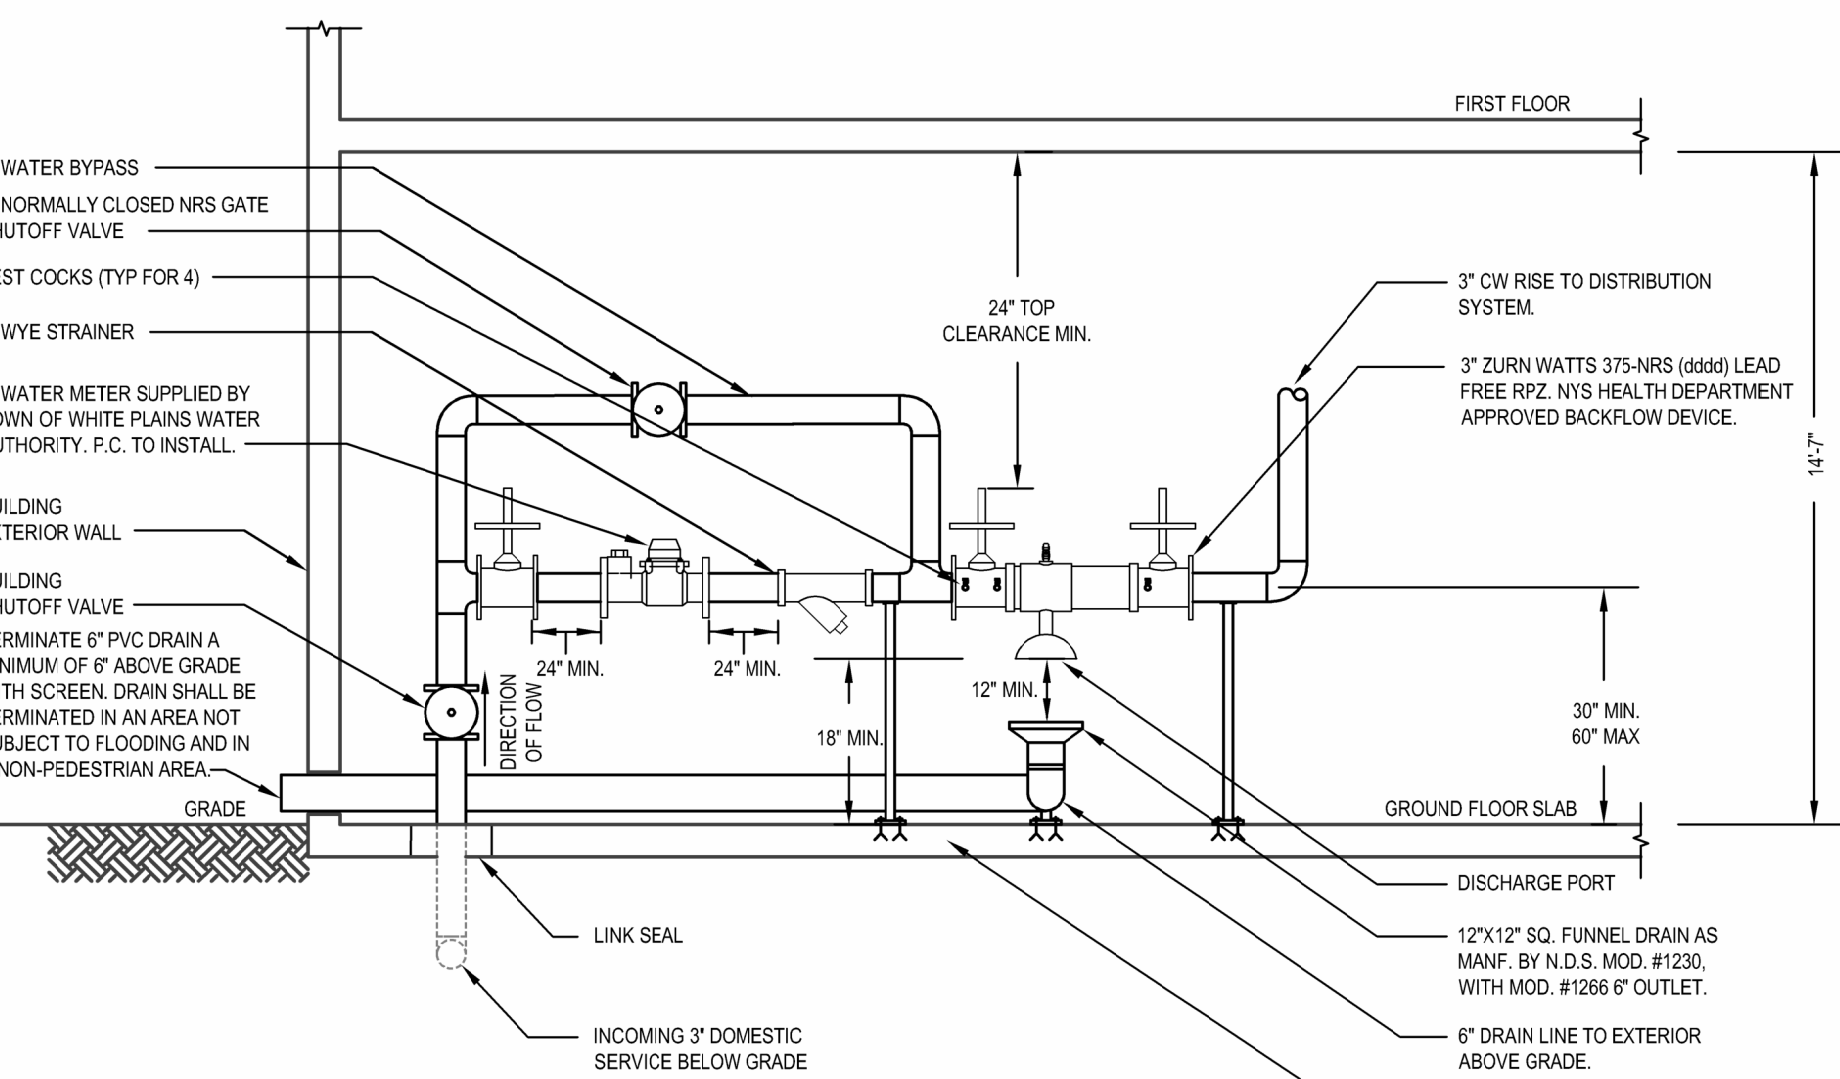 FIRST FLOOR
WATER BYPASS
NORMALLY CLOSED NRS GATE
HUTOFF VALVE
EST COCKS (TYP FOR 4)
WYE STRAINER
WATER METER SUPPLIED BY
OWN OF WHITE PLAINS WATER
UTHORITY. P.C. TO INSTALL.
UILDING
XTERIOR WALL
UILDING
HUTOFF VALVE
ERMINATE 6" PVC DRAIN A
INIMUM OF 6" ABOVE GRADE
ITH SCREEN. DRAIN SHALL BE
ERMINATED IN AN AREA NOT
UBJECT TO FLOODING AND IN
NON-PEDESTRIAN AREA.
GRADE
24" TOP
CLEARANCE MIN.
3" CW RISE TO DISTRIBUTION
SYSTEM.
3" ZURN WATTS 375-NRS (dddd) LEAD
FREE RPZ. NYS HEALTH DEPARTMENT
APPROVED BACKFLOW DEVICE.
14'-7"
24" MIN.
24" MIN.
DIRECTION
OF FLOW
12" MIN.
18" MIN.
30" MIN.
60" MAX
GROUND FLOOR SLAB
DISCHARGE PORT
12"X12" SQ. FUNNEL DRAIN AS
MANF. BY N.D.S. MOD. #1230,
WITH MOD. #1266 6" OUTLET.
6" DRAIN LINE TO EXTERIOR
ABOVE GRADE.
LINK SEAL
INCOMING 3" DOMESTIC
SERVICE BELOW GRADE